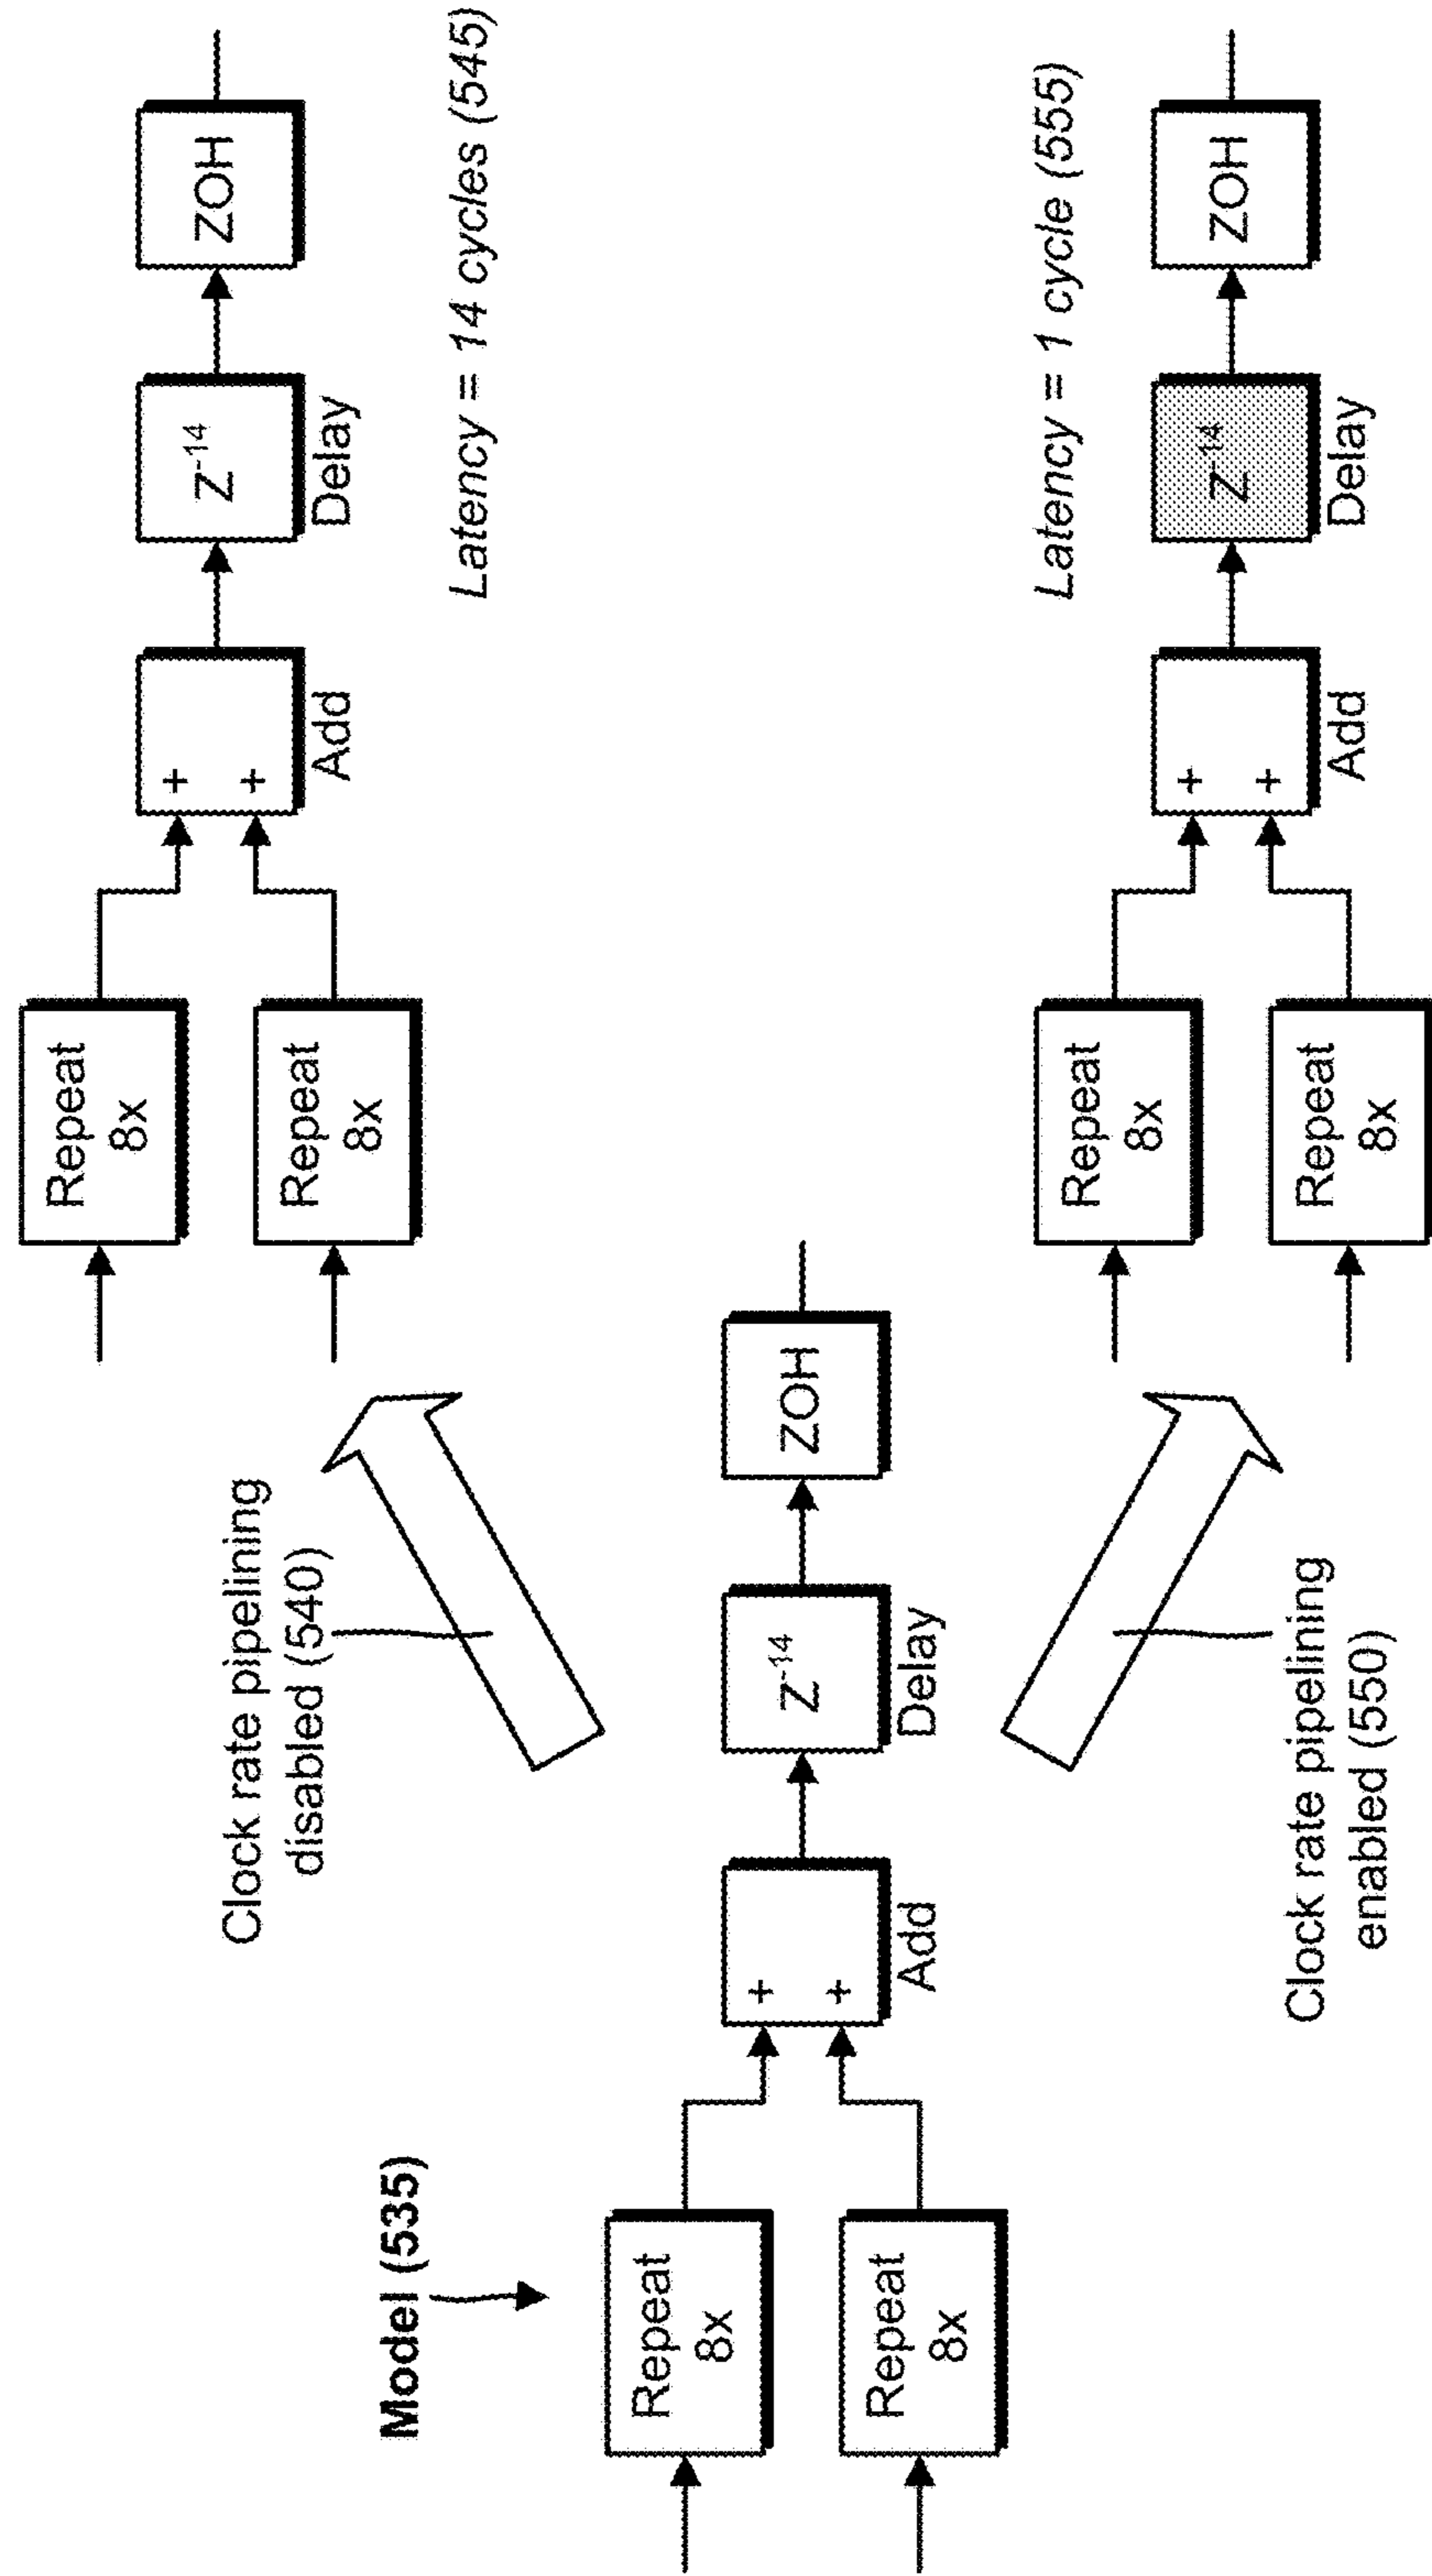 Model (535)
Repeat
8x
Repeat
8x
+
+
Add
Z-14
Delay
ZOH
Clock rate pipelining
disabled (540)
Repeat
8x
Repeat
8x
+
+
Add
Z-14
Delay
ZOH
Latency = 14 cycles (545)
Clock rate pipelining
enabled (550)
Repeat
8x
Repeat
8x
+
+
Add
Z-14
Delay
ZOH
Latency = 1 cycle (555)